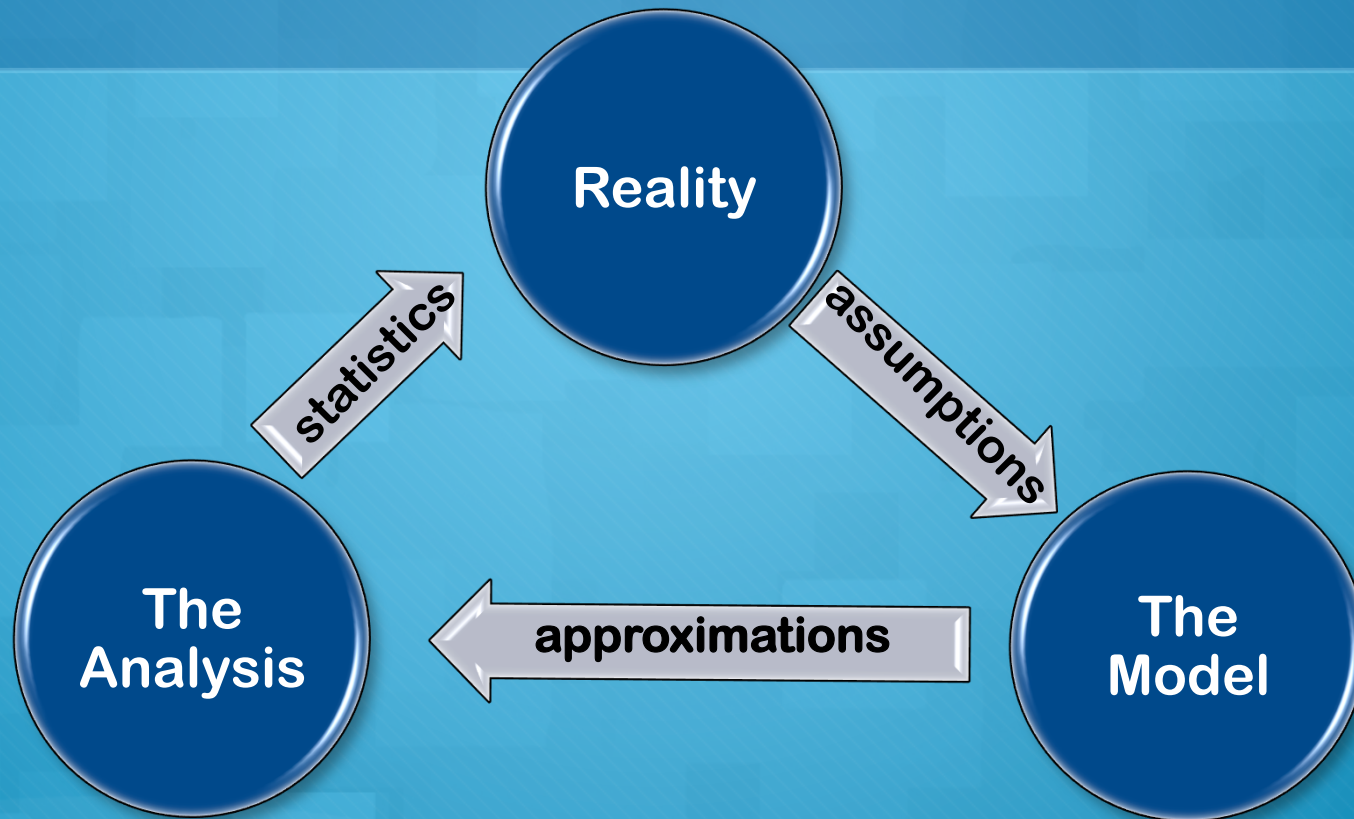 Reality
statistics
assumptions
The
Analysis
approximations
The
Model